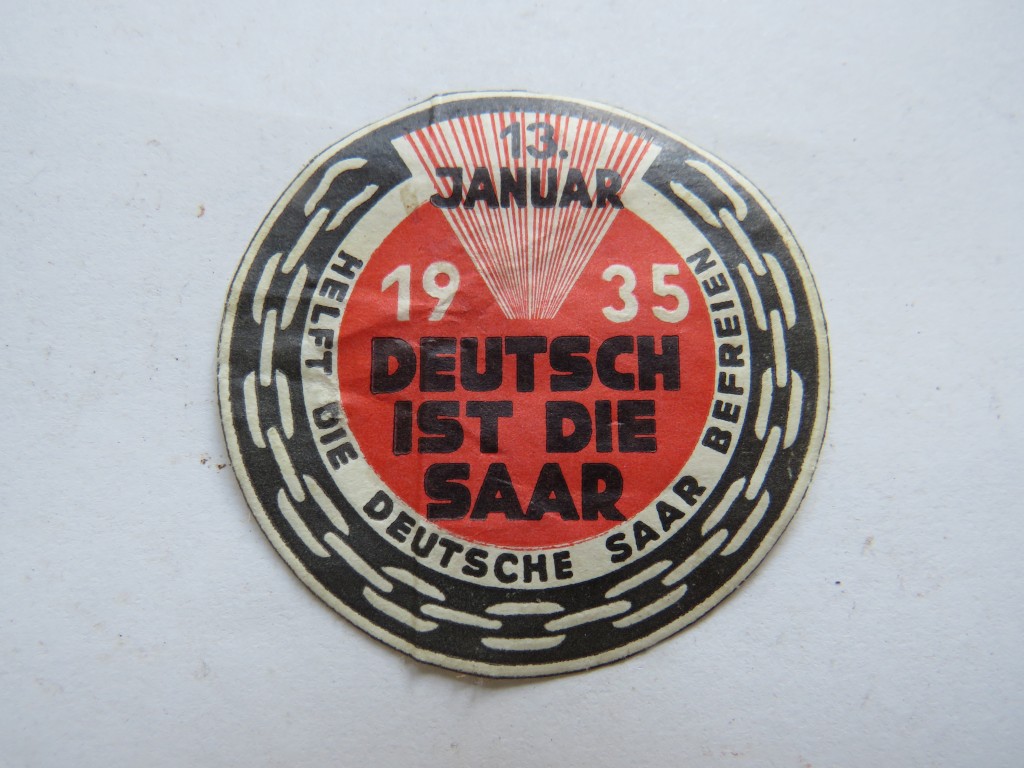 13.
JANUAR
19 35
DEUTSCH
IST DIE
SAAR
HELFT DIE DEUTSCHE SAAR BEFREIEN